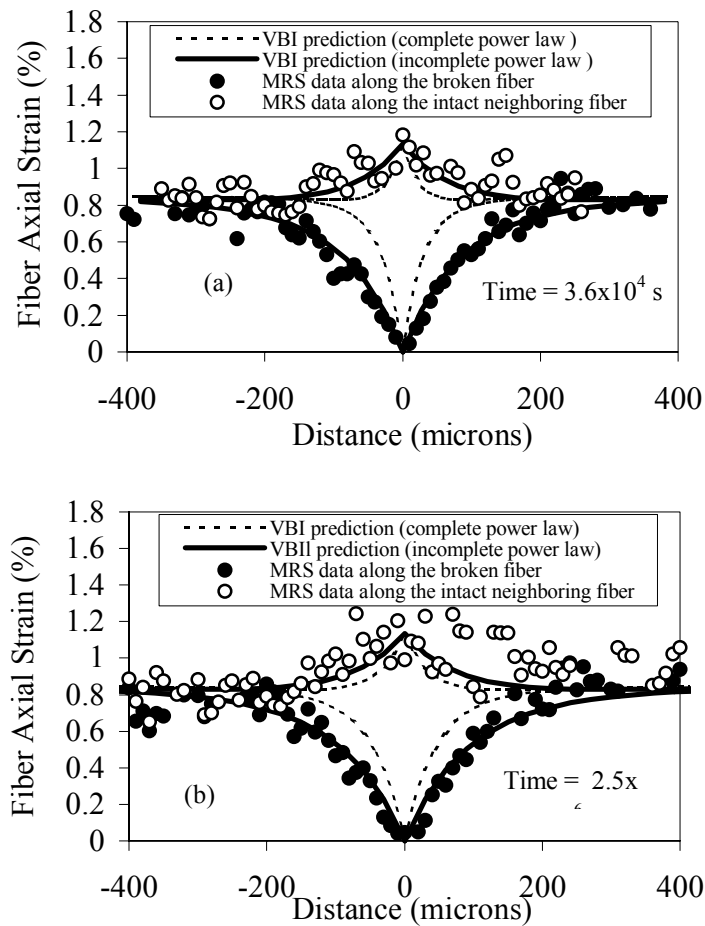 1.8
1.6
1.4
1.2
1
0.8
0.6
0.4
0.2
0
Fiber Axial Strain (%)
VBI prediction (complete power law )
VBI prediction (incomplete power law )
MRS data along the broken fiber
MRS data along the intact neighboring fiber
(a)
Time = 3.6x10⁴ s
-400 -200 0 200 400
Distance (microns)
1.8
1.6
1.4
1.2
1
0.8
0.6
0.4
0.2
0
Fiber Axial Strain (%)
VBI prediction (complete power law)
VBIl prediction (incomplete power law)
MRS data along the broken fiber
MRS data along the intact neighboring fiber
(b)
Time = 2.5x
-400 -200 0 200 400
Distance (microns)